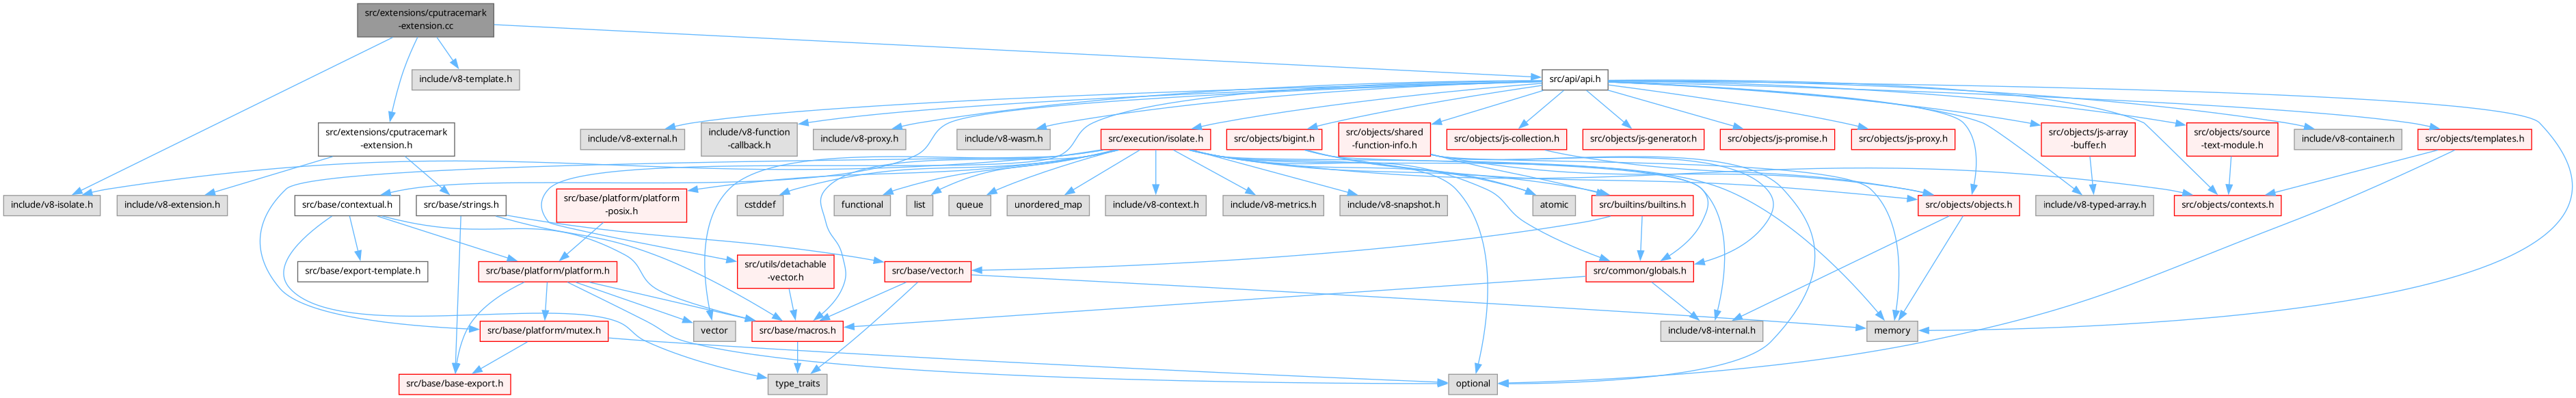 src/extensions/cputracemark
-extension.cc
include/v8-template.h
src/api/api.h
src/extensions/cputracemark
-extension.h
include/v8-external.h
include/v8-function
-callback.h
include/v8-proxy.h
include/v8-wasm.h
src/execution/isolate.h
src/objects/bigint.h
src/objects/shared
-function-info.h
src/objects/js-collection.h
src/objects/js-generator.h
src/objects/js-promise.h
src/objects/js-proxy.h
src/objects/js-array
-buffer.h
src/objects/source
-text-module.h
include/v8-container.h
src/objects/templates.h
include/v8-isolate.h
include/v8-extension.h
src/base/contextual.h
src/base/strings.h
src/base/platform/platform
-posix.h
cstddef
functional
list
queue
unordered_map
include/v8-context.h
include/v8-metrics.h
include/v8-snapshot.h
atomic
src/builtins/builtins.h
src/objects/objects.h
include/v8-typed-array.h
src/objects/contexts.h
src/base/export-template.h
src/base/platform/platform.h
src/utils/detachable
-vector.h
src/base/vector.h
src/common/globals.h
src/base/platform/mutex.h
vector
src/base/macros.h
include/v8-internal.h
memory
src/base/base-export.h
type_traits
optional